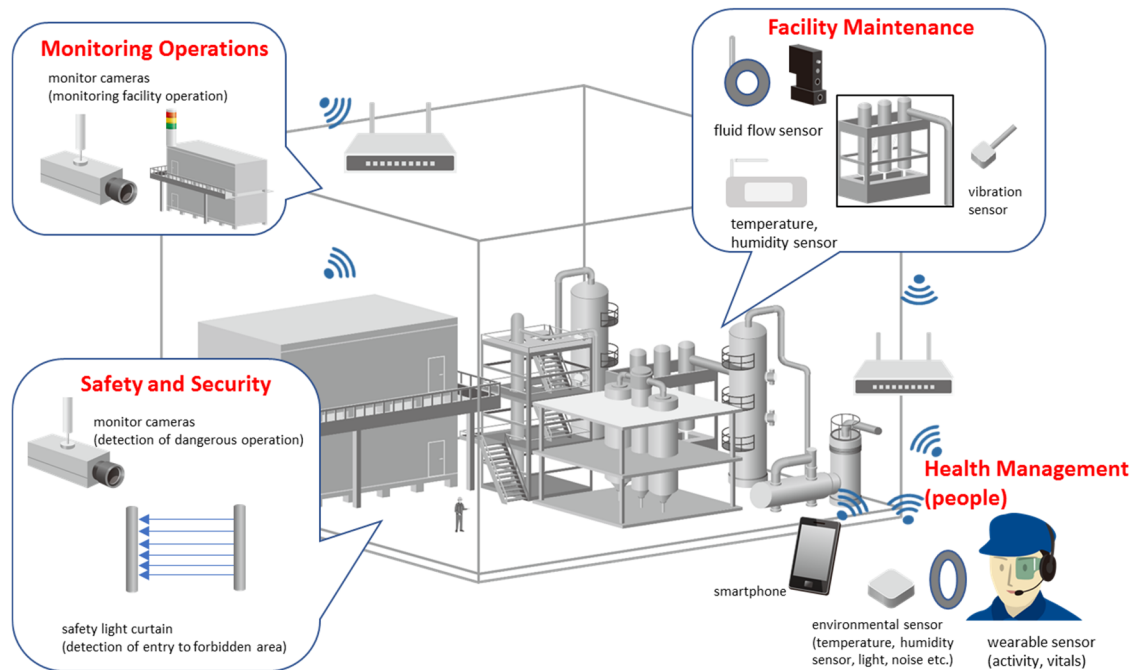 Monitoring Operations
monitor cameras
(monitoring facility operation)
Facility Maintenance
fluid flow sensor
vibration
sensor
temperature,
humidity sensor
Safety and Security
monitor cameras
(detection of dangerous operation)
safety light curtain
(detection of entry to forbidden area)
Health Management
(people)
smartphone
environmental sensor
(temperature, humidity
sensor, light, noise etc.)
wearable sensor
(activity, vitals)